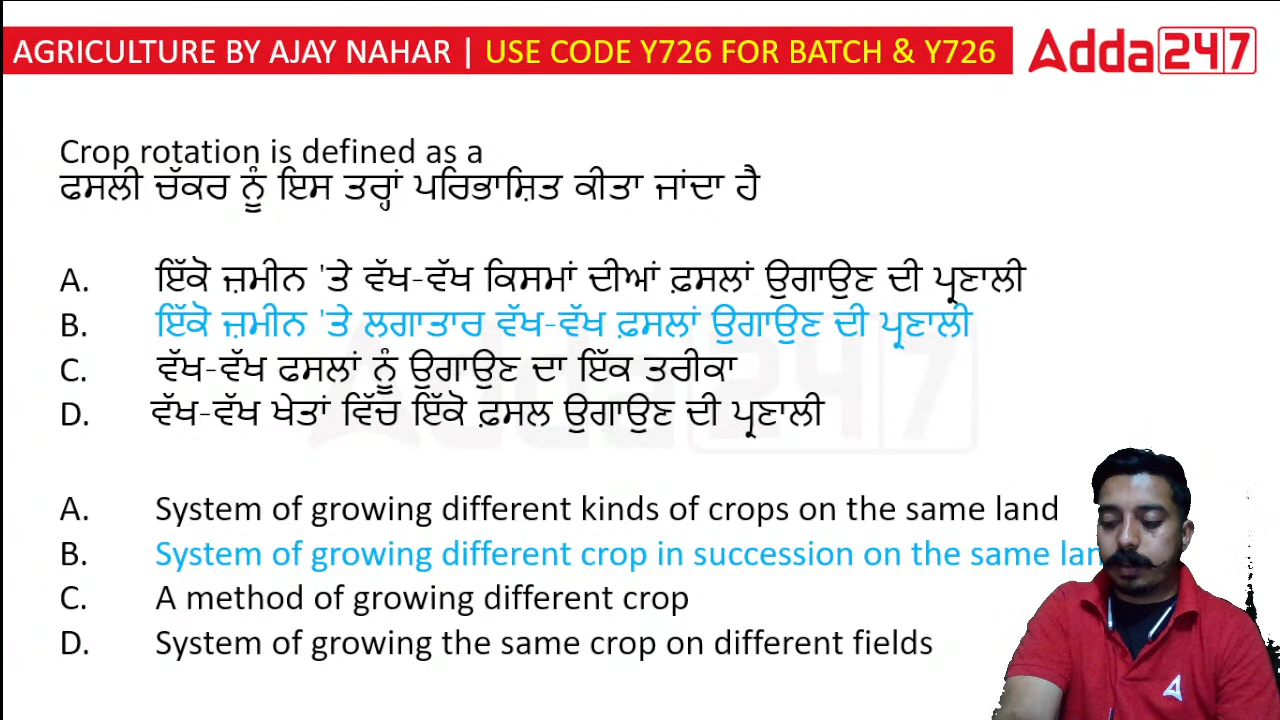 AGRICULTURE BY AJAY NAHAR | USE CODE Y726 FOR BATCH & Y726
Adda247
Crop rotation is defined as a
ਫਸਲੀ ਚੱਕਰ ਨੂੰ ਇਸ ਤਰ੍ਹਾਂ ਪਰਿਭਾਸ਼ਿਤ ਕੀਤਾ ਜਾਂਦਾ ਹੈ
A. ਇੱਕੋ ਜ਼ਮੀਨ 'ਤੇ ਵੱਖ-ਵੱਖ ਕਿਸਮਾਂ ਦੀਆਂ ਫ਼ਸਲਾਂ ਉਗਾਉਣ ਦੀ ਪ੍ਰਣਾਲੀ
B. ਇੱਕੋ ਜ਼ਮੀਨ 'ਤੇ ਲਗਾਤਾਰ ਵੱਖ-ਵੱਖ ਫ਼ਸਲਾਂ ਉਗਾਉਣ ਦੀ ਪ੍ਰਣਾਲੀ
C. ਵੱਖ-ਵੱਖ ਫਸਲਾਂ ਨੂੰ ਉਗਾਉਣ ਦਾ ਇੱਕ ਤਰੀਕਾ
D. ਵੱਖ-ਵੱਖ ਖੇਤਾਂ ਵਿੱਚ ਇੱਕੋ ਫ਼ਸਲ ਉਗਾਉਣ ਦੀ ਪ੍ਰਣਾਲੀ
A. System of growing different kinds of crops on the same land
B. System of growing different crop in succession on the same lan
C. A method of growing different crop
D. System of growing the same crop on different fields